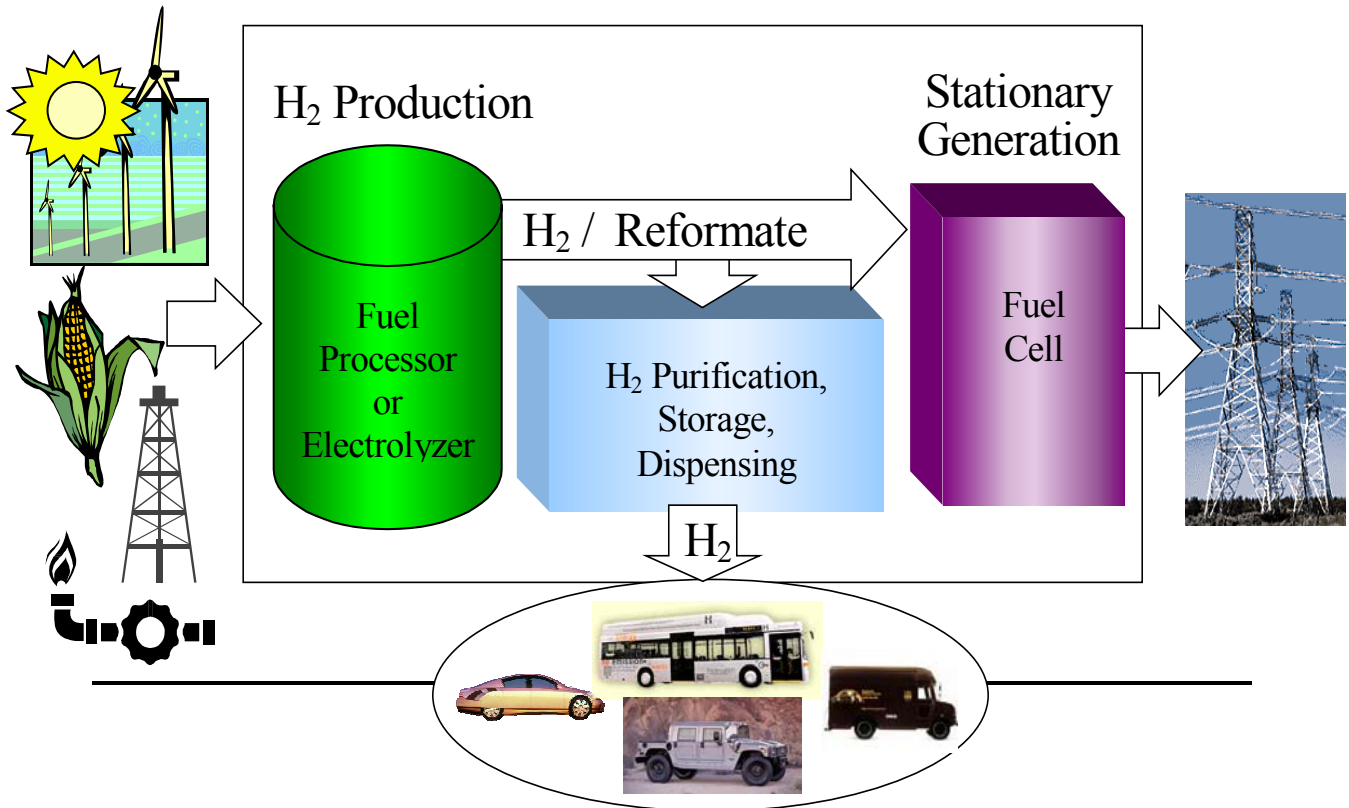 H₂ Production
Stationary
Generation
H₂ / Reformate
Fuel
Processor
or
Electrolyzer
H₂ Purification,
Storage,
Dispensing
Fuel
Cell
H₂